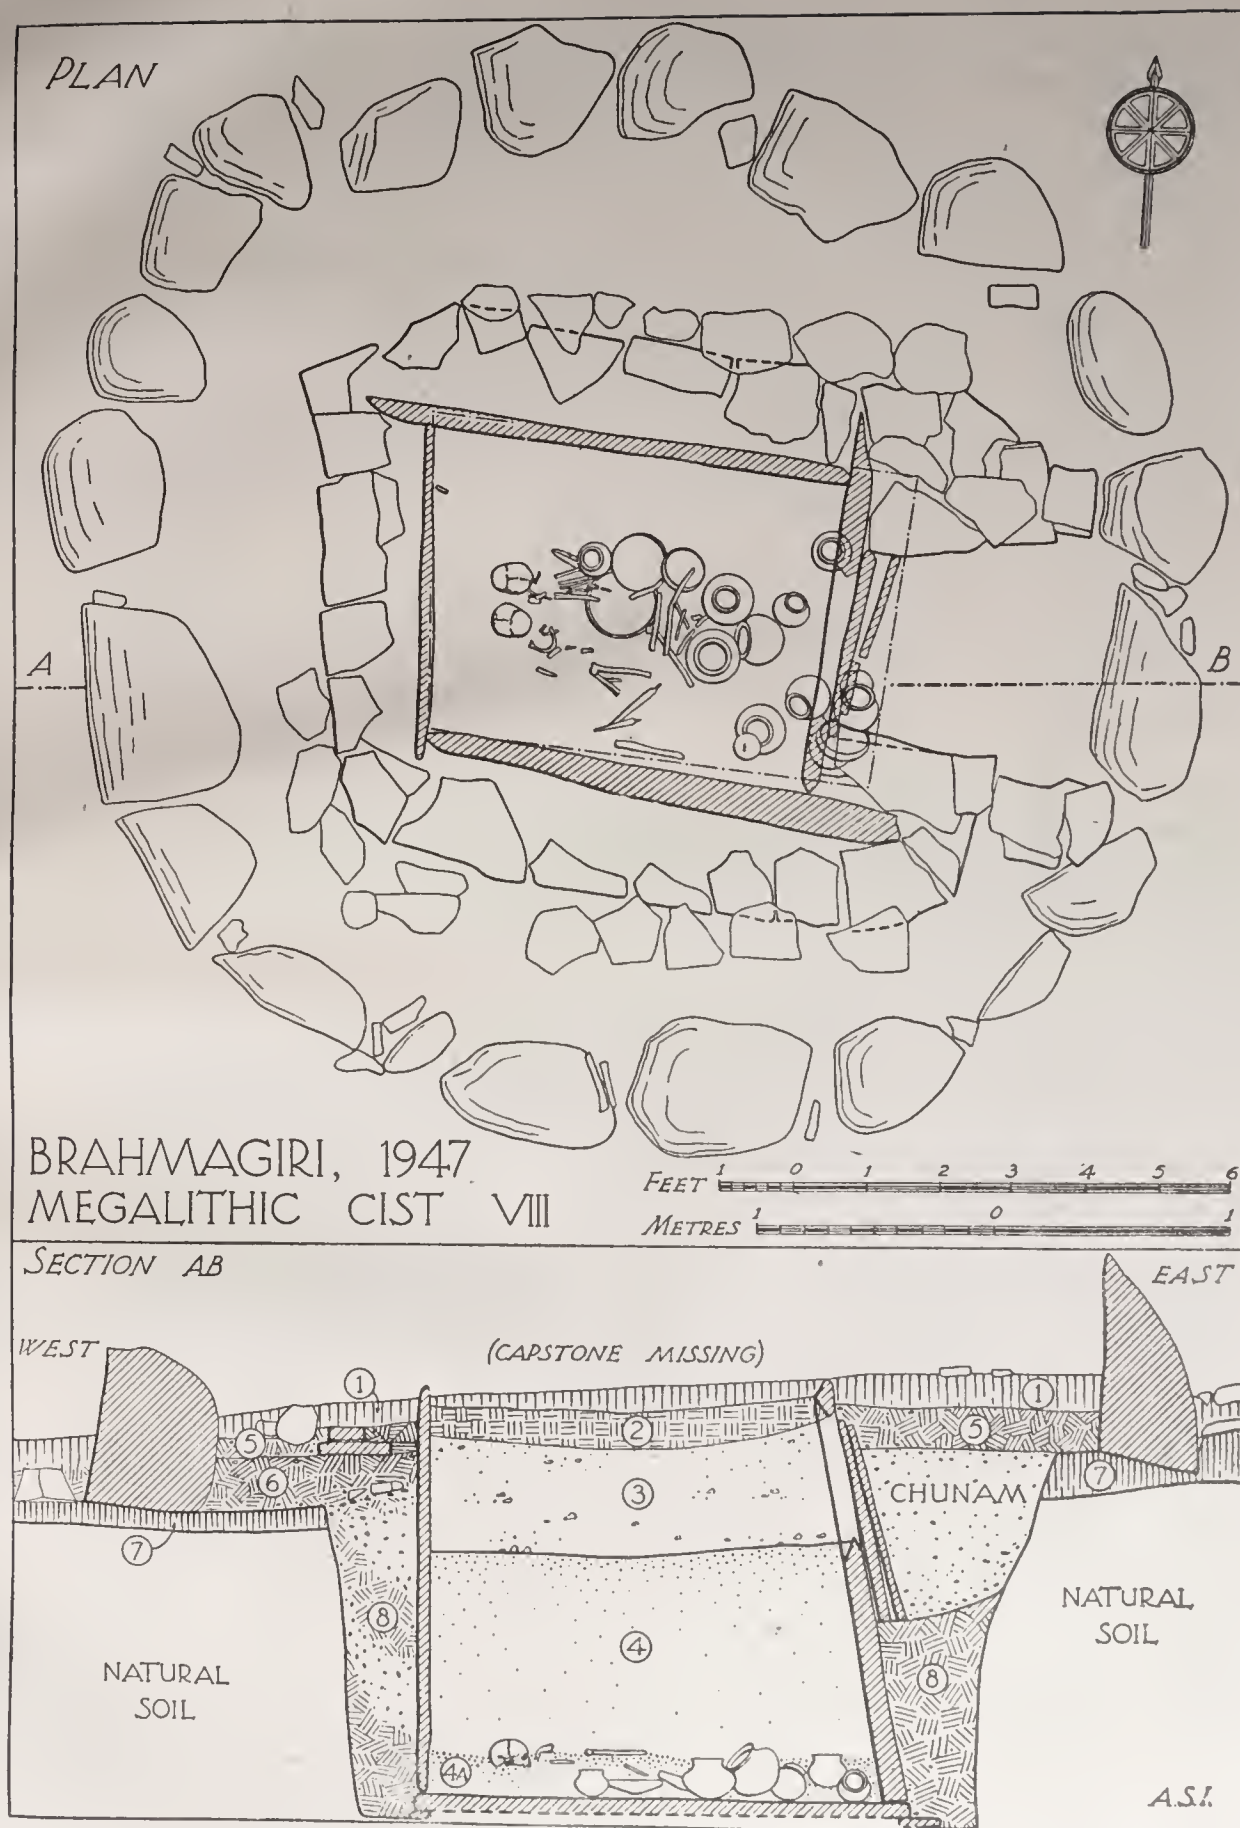 PLAN
A
B
BRAHMAGIRI, 1947
MEGALITHIC CIST VIII
FEET 1 0 1 2 3 4 5 6
METRES 1 0 1
SECTION AB
EAST
WEST
(CAPSTONE MISSING)
1
1
2
5
5
6
3
CHUNAM
7
7
8
4
8
NATURAL
SOIL
NATURAL
SOIL
4A
A.S.I.